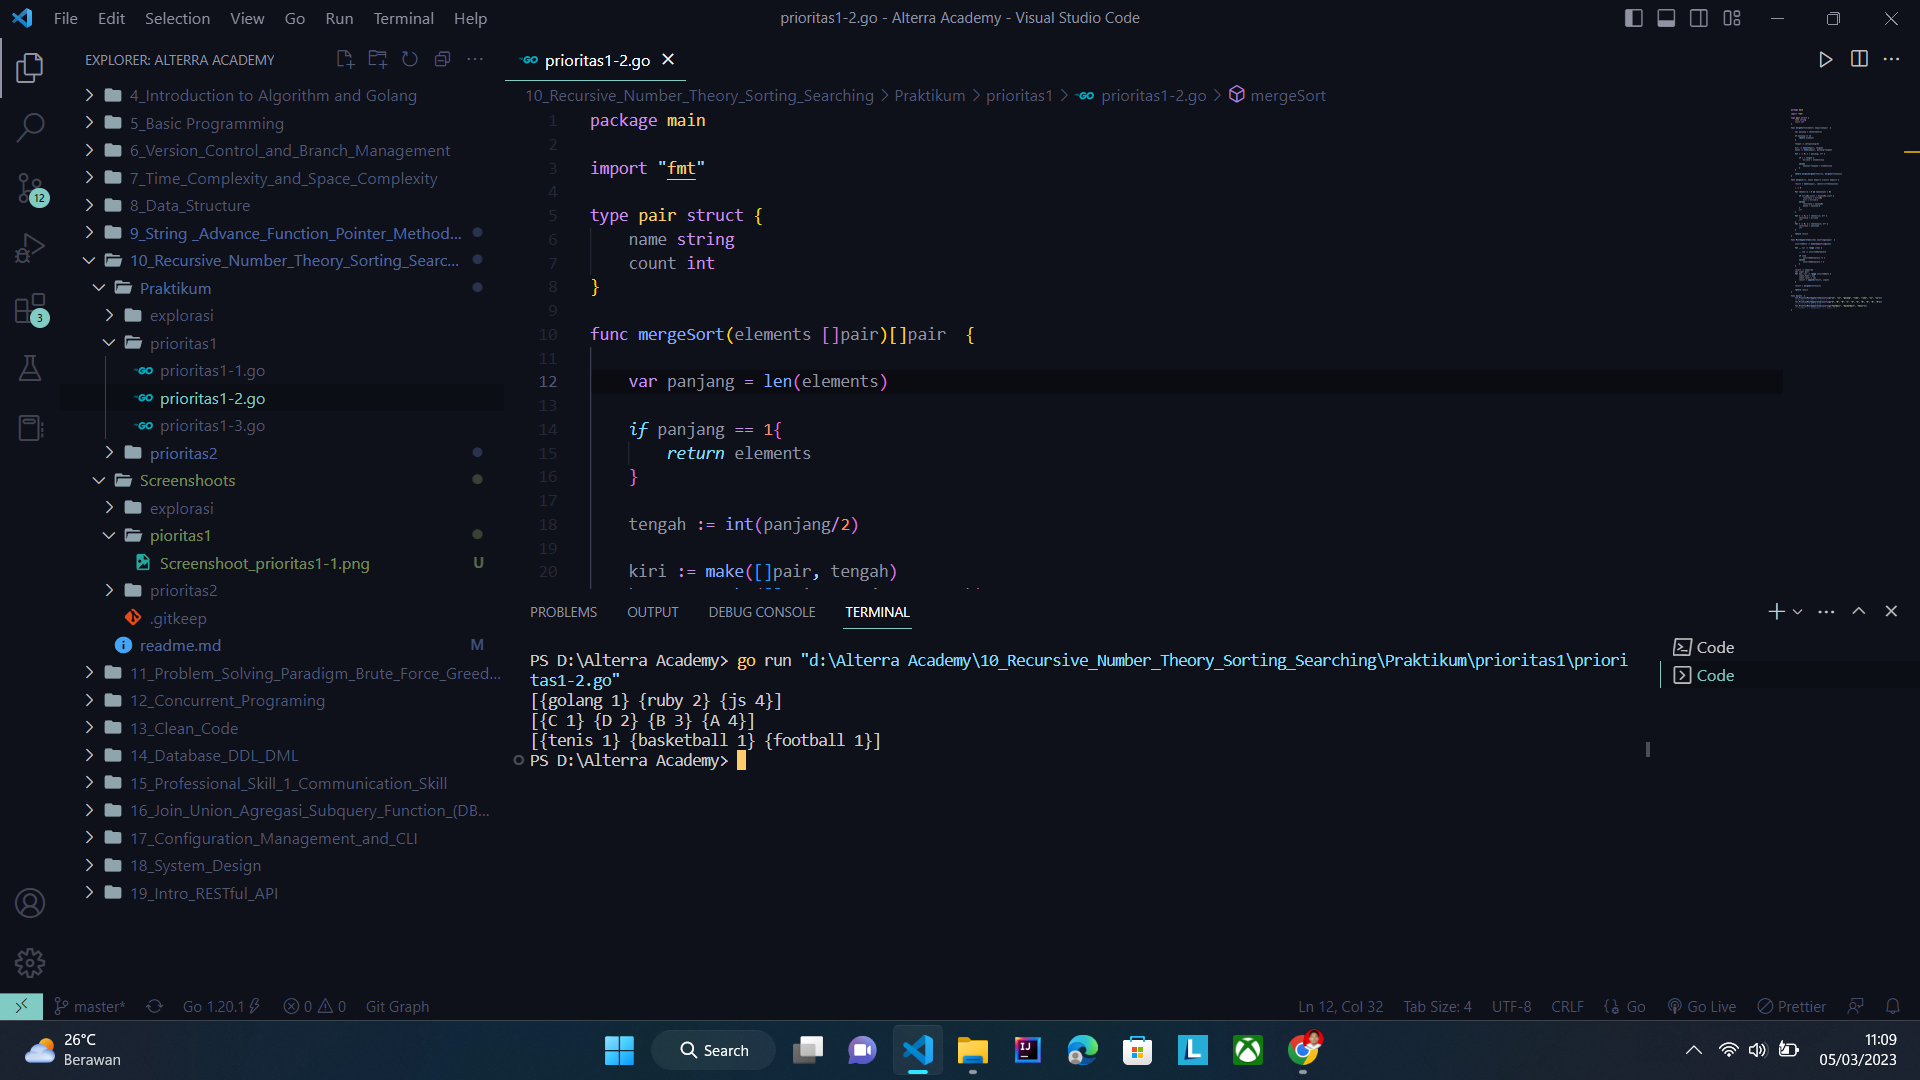 File Edit Selection View Go Run Terminal Help
prioritas1-2.go - Alterra Academy - Visual Studio Code
EXPLORER: ALTERRA ACADEMY
4_Introduction to Algorithm and Golang
5_Basic Programming
6_Version_Control_and_Branch_Management
7_Time_Complexity_and_Space_Complexity
8_Data_Structure
9_String _Advance_Function_Pointer_Method...
10_Recursive_Number_Theory_Sorting_Searc...
Praktikum
explorasi
prioritas1
GO prioritas1-1.go
GO prioritas1-2.go
GO prioritas1-3.go
prioritas2
Screenshoots
explorasi
pioritas1
Screenshoot_prioritas1-1.png U
prioritas2
.gitkeep
readme.md M
11_Problem_Solving_Paradigm_Brute_Force_Greed...
12_Concurrent_Programing
13_Clean_Code
14_Database_DDL_DML
15_Professional_Skill_1_Communication_Skill
16_Join_Union_Agregasi_Subquery_Function_(DB...
17_Configuration_Management_and_CLI
18_System_Design
19_Intro_RESTful_API
12
3
GO prioritas1-2.go
10_Recursive_Number_Theory_Sorting_Searching > Praktikum > prioritas1 > GO prioritas1-2.go > mergeSort
1 package main
2
3 import "fmt"
4
5 type pair struct {
6 name string
7 count int
8 }
9
10 func mergeSort(elements []pair)[]pair  {
11
12 var panjang = len(elements)
13
14 if panjang == 1{
15 return elements
16 }
17
18 tengah := int(panjang/2)
19
20 kiri := make([]pair, tengah)
PROBLEMS OUTPUT DEBUG CONSOLE TERMINAL
PS D:\Alterra Academy> go run "d:\Alterra Academy\10_Recursive_Number_Theory_Sorting_Searching\Praktikum\prioritas1\priori
tas1-2.go"
[{golang 1} {ruby 2} {js 4}]
[{C 1} {D 2} {B 3} {A 4}]
[{tenis 1} {basketball 1} {football 1}]
PS D:\Alterra Academy>
Code
Code
master* Go 1.20.1 0 0 Git Graph
Ln 12, Col 32 Tab Size: 4 UTF-8 CRLF Go Go Live Prettier
26°C
Berawan
Search
11:09
05/03/2023